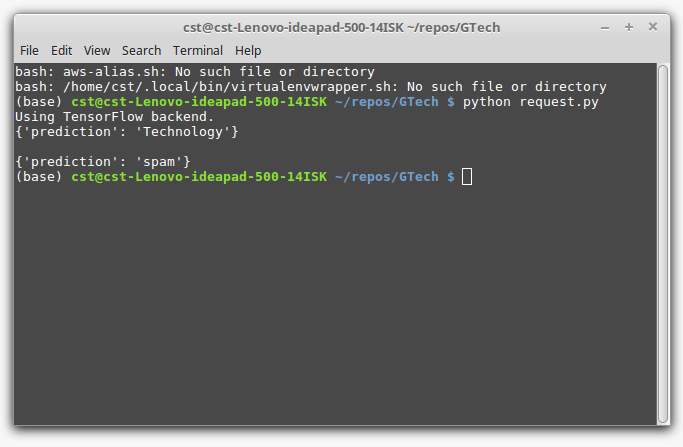 cst@cst-Lenovo-ideapad-500-14ISK ~/repos/GTech
File Edit View Search Terminal Help
bash: aws-alias.sh: No such file or directory
bash: /home/cst/.local/bin/virtualenvwrapper.sh: No such file or directory
(base) cst@cst-Lenovo-ideapad-500-14ISK ~/repos/GTech $ python request.py
Using TensorFlow backend.
{'prediction': 'Technology'}
{'prediction': 'spam'}
(base) cst@cst-Lenovo-ideapad-500-14ISK ~/repos/GTech $